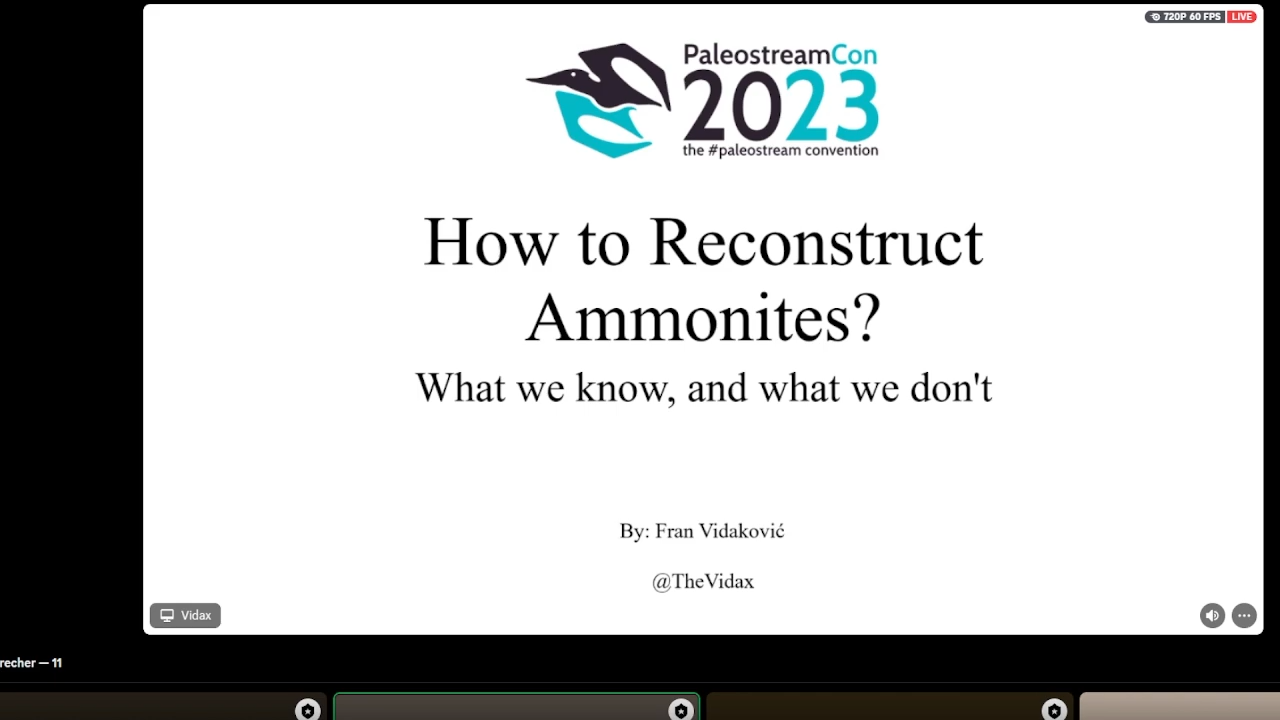 720P 60 FPS LIVE
PaleostreamCon
2023
the #paleostream convention
How to Reconstruct
Ammonites?
What we know, and what we don't
By: Fran Vidaković
@TheVidax
Vidax
recher — 11